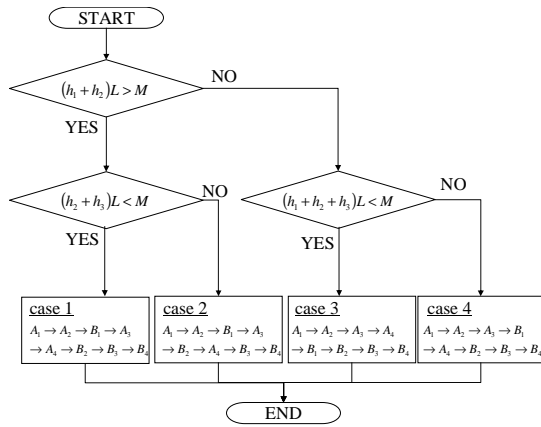 START
(h₁ + h₂)L > M
NO
YES
(h₂ + h₃)L < M
NO
YES
(h₁ + h₂ + h₃)L < M
NO
YES
case 1
A₁ → A₂ → B₁ → A₃
→ A₄ → B₂ → B₃ → B₄
case 2
A₁ → A₂ → B₁ → A₃
→ B₂ → A₄ → B₃ → B₄
case 3
A₁ → A₂ → A₃ → A₄
→ B₁ → B₂ → B₃ → B₄
case 4
A₁ → A₂ → A₃ → B₁
→ A₄ → B₂ → B₃ → B₄
END